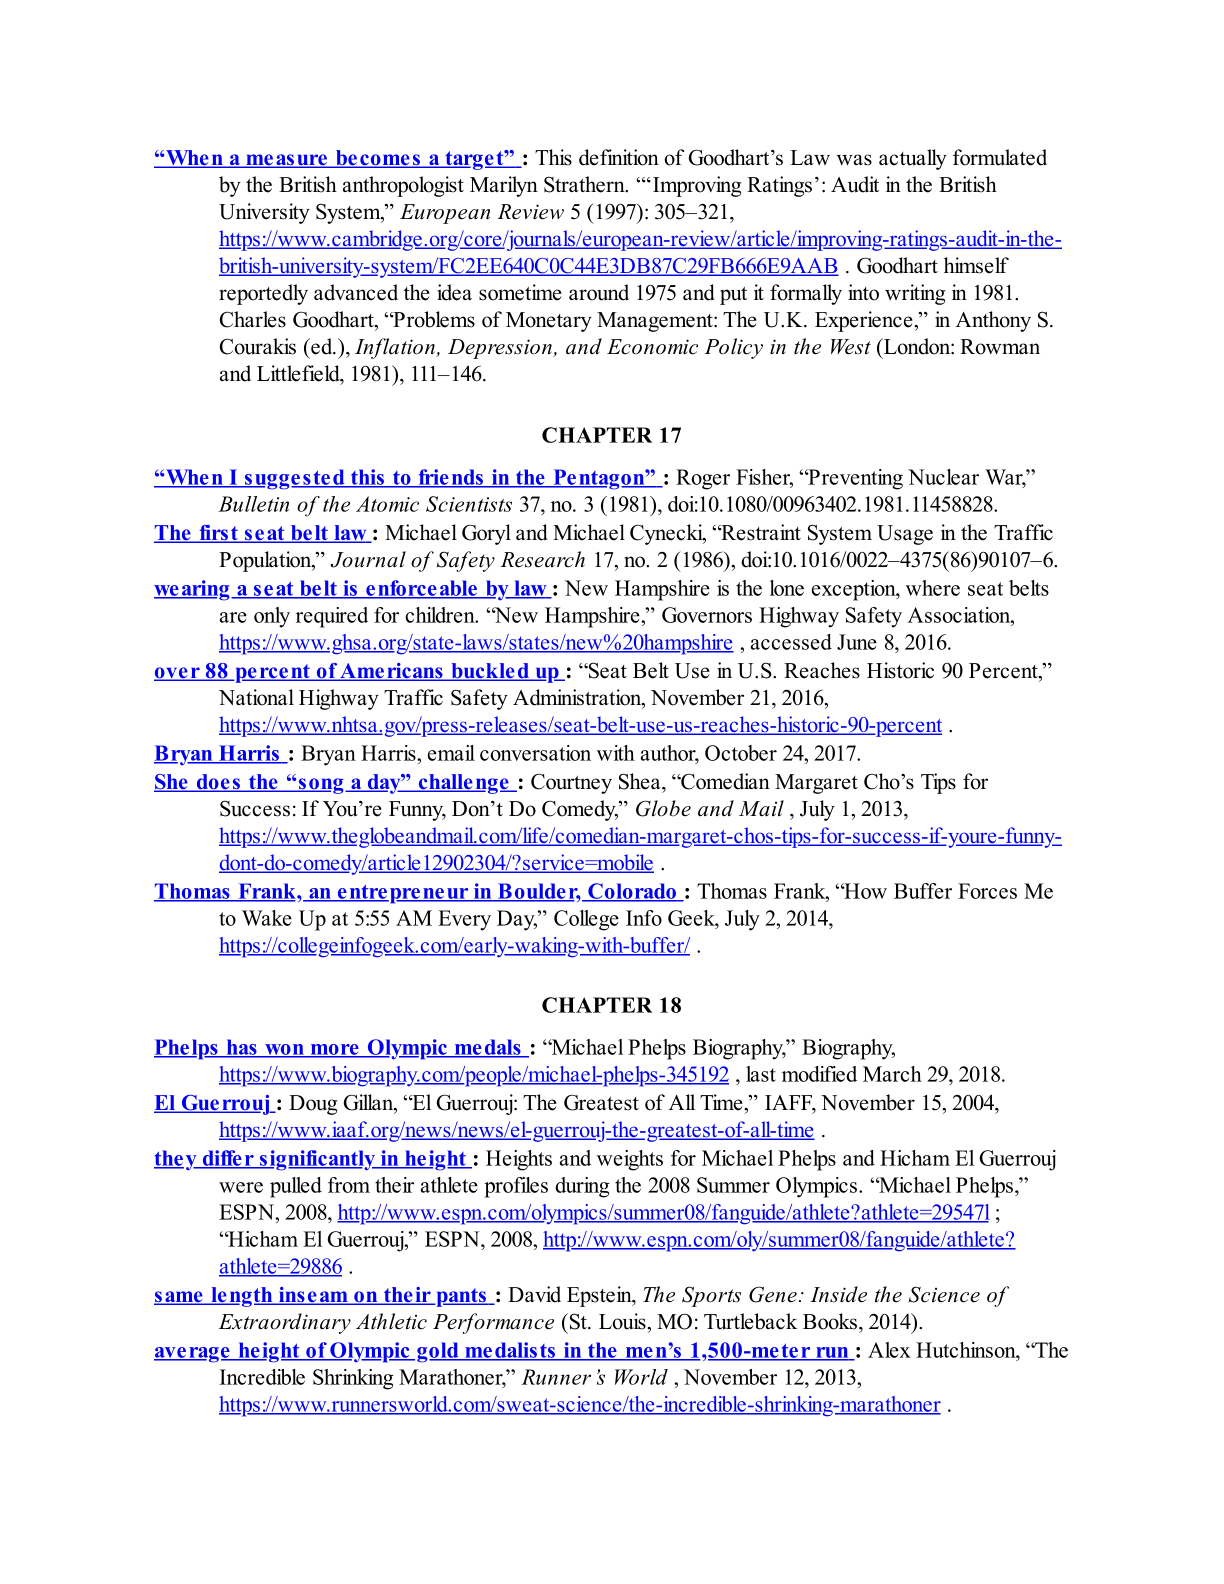 “When a measure becomes a target” : This definition of Goodhart’s Law was actually formulated
by the British anthropologist Marilyn Strathern. “‘Improving Ratings’: Audit in the British
University System,” European Review 5 (1997): 305–321,
https://www.cambridge.org/core/journals/european-review/article/improving-ratings-audit-in-the-
british-university-system/FC2EE640C0C44E3DB87C29FB666E9AAB . Goodhart himself
reportedly advanced the idea sometime around 1975 and put it formally into writing in 1981.
Charles Goodhart, “Problems of Monetary Management: The U.K. Experience,” in Anthony S.
Courakis (ed.), Inflation, Depression, and Economic Policy in the West (London: Rowman
and Littlefield, 1981), 111–146.
CHAPTER 17
“When I suggested this to friends in the Pentagon” : Roger Fisher, “Preventing Nuclear War,”
Bulletin of the Atomic Scientists 37, no. 3 (1981), doi:10.1080/00963402.1981.11458828.
The first seat belt law : Michael Goryl and Michael Cynecki, “Restraint System Usage in the Traffic
Population,” Journal of Safety Research 17, no. 2 (1986), doi:10.1016/0022–4375(86)90107–6.
wearing a seat belt is enforceable by law : New Hampshire is the lone exception, where seat belts
are only required for children. “New Hampshire,” Governors Highway Safety Association,
https://www.ghsa.org/state-laws/states/new%20hampshire , accessed June 8, 2016.
over 88 percent of Americans buckled up : “Seat Belt Use in U.S. Reaches Historic 90 Percent,”
National Highway Traffic Safety Administration, November 21, 2016,
https://www.nhtsa.gov/press-releases/seat-belt-use-us-reaches-historic-90-percent .
Bryan Harris : Bryan Harris, email conversation with author, October 24, 2017.
She does the “song a day” challenge : Courtney Shea, “Comedian Margaret Cho’s Tips for
Success: If You’re Funny, Don’t Do Comedy,” Globe and Mail , July 1, 2013,
https://www.theglobeandmail.com/life/comedian-margaret-chos-tips-for-success-if-youre-funny-
dont-do-comedy/article12902304/?service=mobile .
Thomas Frank, an entrepreneur in Boulder, Colorado : Thomas Frank, “How Buffer Forces Me
to Wake Up at 5:55 AM Every Day,” College Info Geek, July 2, 2014,
https://collegeinfogeek.com/early-waking-with-buffer/ .
CHAPTER 18
Phelps has won more Olympic medals : “Michael Phelps Biography,” Biography,
https://www.biography.com/people/michael-phelps-345192 , last modified March 29, 2018.
El Guerrouj : Doug Gillan, “El Guerrouj: The Greatest of All Time,” IAFF, November 15, 2004,
https://www.iaaf.org/news/news/el-guerrouj-the-greatest-of-all-time .
they differ significantly in height : Heights and weights for Michael Phelps and Hicham El Guerrouj
were pulled from their athlete profiles during the 2008 Summer Olympics. “Michael Phelps,”
ESPN, 2008, http://www.espn.com/olympics/summer08/fanguide/athlete?athlete=29547l ;
“Hicham El Guerrouj,” ESPN, 2008, http://www.espn.com/oly/summer08/fanguide/athlete?
athlete=29886 .
same length inseam on their pants : David Epstein, The Sports Gene: Inside the Science of
Extraordinary Athletic Performance (St. Louis, MO: Turtleback Books, 2014).
average height of Olympic gold medalists in the men’s 1,500-meter run : Alex Hutchinson, “The
Incredible Shrinking Marathoner,” Runner’s World , November 12, 2013,
https://www.runnersworld.com/sweat-science/the-incredible-shrinking-marathoner .